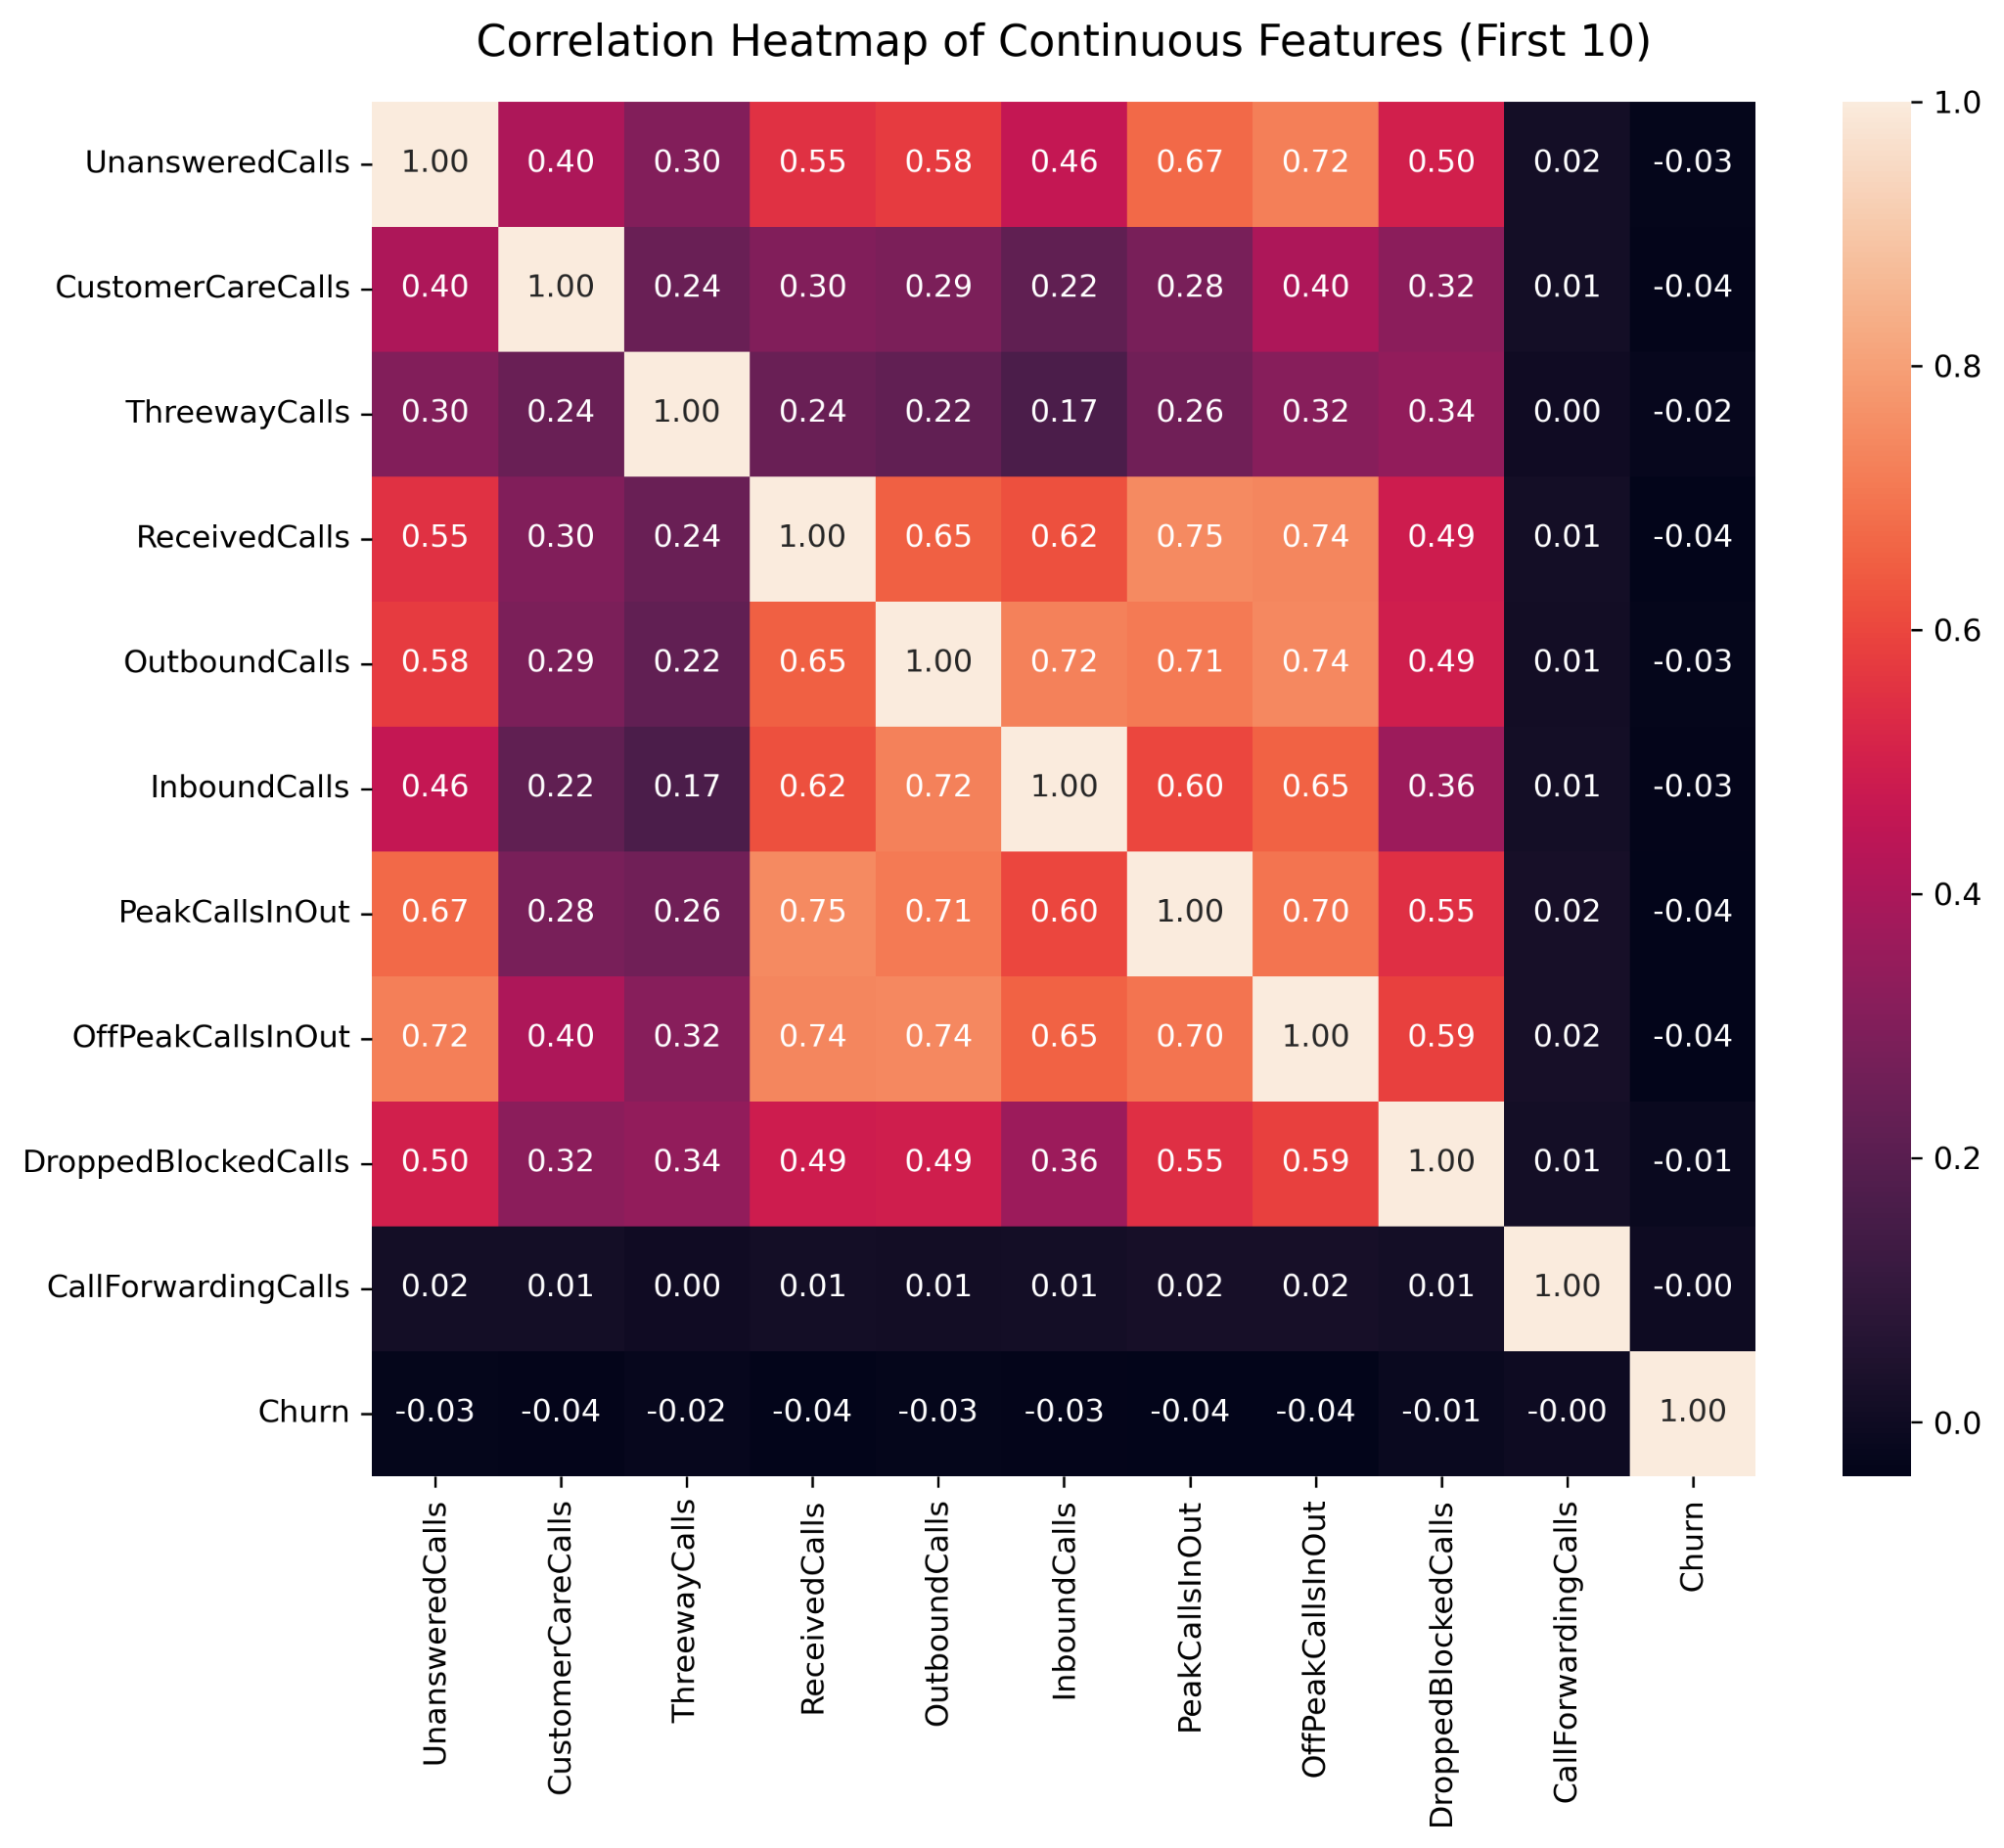 Correlation Heatmap of Continuous Features (First 10)
UnansweredCalls 1.00 0.40 0.30 0.55 0.58 0.46 0.67 0.72 0.50 0.02 -0.03
CustomerCareCalls 0.40 1.00 0.24 0.30 0.29 0.22 0.28 0.40 0.32 0.01 -0.04
ThreewayCalls 0.30 0.24 1.00 0.24 0.22 0.17 0.26 0.32 0.34 0.00 -0.02
ReceivedCalls 0.55 0.30 0.24 1.00 0.65 0.62 0.75 0.74 0.49 0.01 -0.04
OutboundCalls 0.58 0.29 0.22 0.65 1.00 0.72 0.71 0.74 0.49 0.01 -0.03
InboundCalls 0.46 0.22 0.17 0.62 0.72 1.00 0.60 0.65 0.36 0.01 -0.03
PeakCallsInOut 0.67 0.28 0.26 0.75 0.71 0.60 1.00 0.70 0.55 0.02 -0.04
OffPeakCallsInOut 0.72 0.40 0.32 0.74 0.74 0.65 0.70 1.00 0.59 0.02 -0.04
DroppedBlockedCalls 0.50 0.32 0.34 0.49 0.49 0.36 0.55 0.59 1.00 0.01 -0.01
CallForwardingCalls 0.02 0.01 0.00 0.01 0.01 0.01 0.02 0.02 0.01 1.00 -0.00
Churn -0.03 -0.04 -0.02 -0.04 -0.03 -0.03 -0.04 -0.04 -0.01 -0.00 1.00
UnansweredCalls
CustomerCareCalls
ThreewayCalls
ReceivedCalls
OutboundCalls
InboundCalls
PeakCallsInOut
OffPeakCallsInOut
DroppedBlockedCalls
CallForwardingCalls
Churn
1.0
0.8
0.6
0.4
0.2
0.0